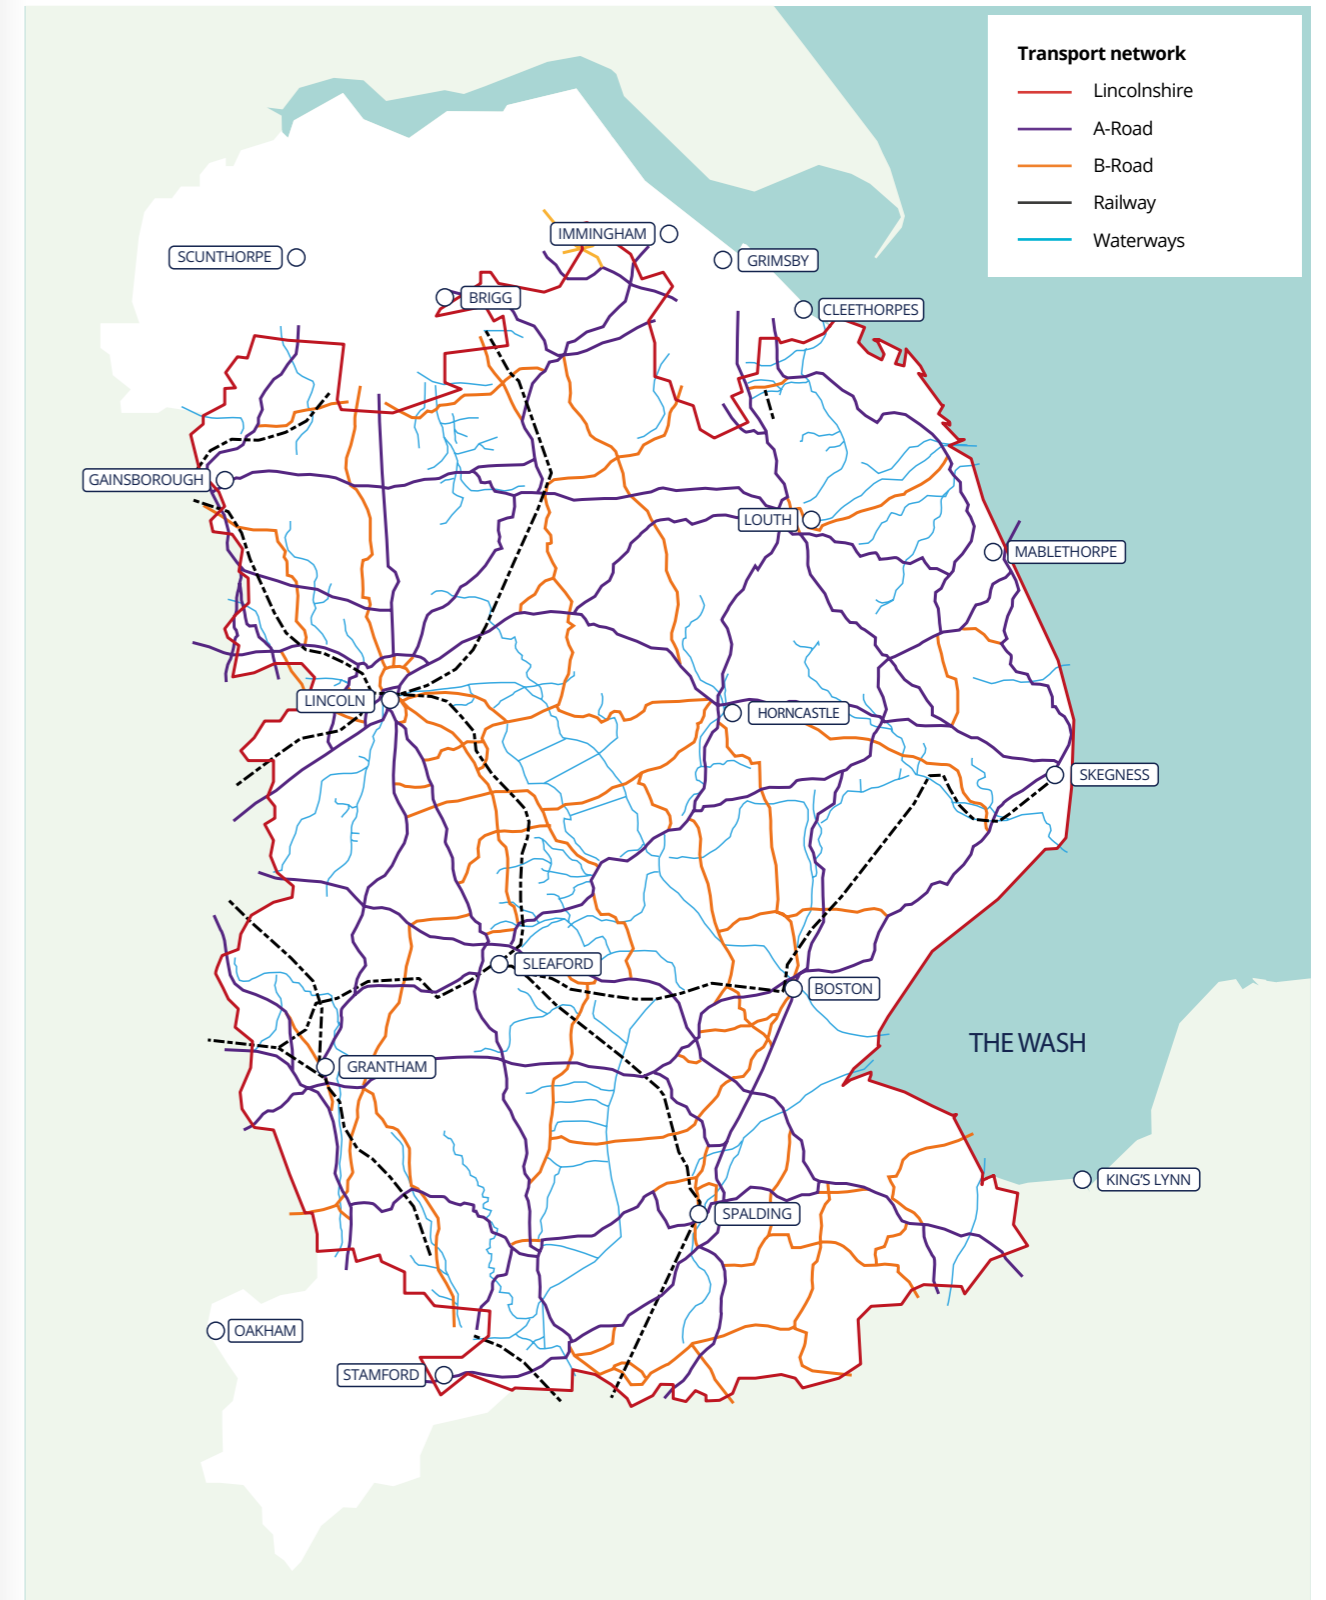 Transport network
Lincolnshire
A-Road
B-Road
Railway
Waterways
IMMINGHAM
SCUNTHORPE
GRIMSBY
BRIGG
CLEETHORPES
GAINSBOROUGH
LOUTH
MABLETHORPE
LINCOLN
HORNCASTLE
SKEGNESS
SLEAFORD
BOSTON
THE WASH
GRANTHAM
KING'S LYNN
SPALDING
OAKHAM
STAMFORD